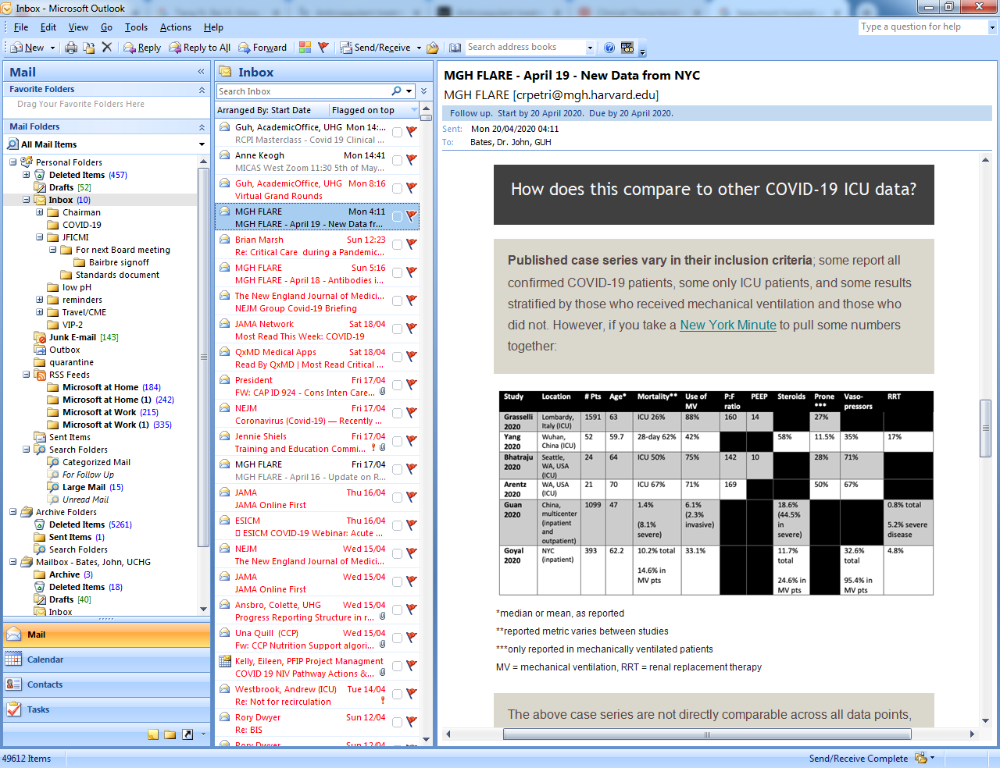 Inbox - Microsoft Outlook
File Edit View Go Tools Actions Help
Type a question for help
New Reply Reply to All Forward Send/Receive Search address books
Mail
Favorite Folders
Drag Your Favorite Folders Here
Mail Folders
All Mail Items
Personal Folders
Deleted Items (457)
Drafts [52]
Inbox (10)
Chairman
COVID-19
JFICMI
For next Board meeting
Bairbre signoff
Standards document
low pH
reminders
Travel/CME
VIP-2
Junk E-mail [143]
Outbox
quarantine
RSS Feeds
Microsoft at Home (184)
Microsoft at Home (1) (242)
Microsoft at Work (215)
Microsoft at Work (1) (335)
Sent Items
Search Folders
Categorized Mail
For Follow Up
Large Mail (15)
Unread Mail
Archive Folders
Deleted Items (5261)
Sent Items (1)
Search Folders
Mailbox - Bates, John, UCHG
Archive (3)
Deleted Items (18)
Drafts [40]
Inbox
Mail
Calendar
Contacts
Tasks
Inbox
Search Inbox
Arranged By: Start Date Flagged on top
Guh, AcademicOffice, UHG Mon 14:...
RCPI Masterclass - Covid 19 Clinical ...
Anne Keogh Mon 14:41
MICAS West Zoom 11:30 5th of May...
Guh, AcademicOffice, UHG Mon 8:16
Virtual Grand Rounds
MGH FLARE Mon 4:11
MGH FLARE - April 19 - New Data fr...
Brian Marsh Sun 12:23
Re: Critical Care during a Pandemic...
MGH FLARE Sun 5:16
MGH FLARE - April 18 - Antibodies i...
The New England Journal of Medici...
NEJM Group Covid-19 Briefing
JAMA Network Sat 18/04
Most Read This Week: COVID-19
QxMD Medical Apps Sat 18/04
Read By QxMD | Most Read Critical ...
President Fri 17/04
FW: CAP ID 924 - Cons Inten Care...
NEJM Fri 17/04
Coronavirus (Covid-19) — Recently ...
Jennie Shiels Fri 17/04
Training and Education Commi...
MGH FLARE Fri 17/04
MGH FLARE - April 16 - Update on R...
JAMA Thu 16/04
JAMA Online First
ESICM Thu 16/04
ESICM COVID-19 Webinar: Acute ...
NEJM Wed 15/04
The New England Journal of Medici...
JAMA Wed 15/04
JAMA Online First
Ansbro, Colette, UHG Wed 15/04
Progress Reporting Structure in r...
Una Quill (CCP) Wed 15/04
Fw: CCP Nutrition Support algori...
Kelly, Eileen, PFIP Project Managment
COVID 19 NIV Pathway Actions &...
Westbrook, Andrew (ICU) Tue 14/04
Re: Not for recirculation
Rory Dwyer Sun 12/04
Re: BIS
Rory Dwyer Sun 12/04
MGH FLARE - April 19 - New Data from NYC
MGH FLARE [crpetri@mgh.harvard.edu]
Follow up. Start by 20 April 2020. Due by 20 April 2020.
Sent: Mon 20/04/2020 04:11
To: Bates, Dr. John, GUH
How does this compare to other COVID-19 ICU data?
Published case series vary in their inclusion criteria; some report all
confirmed COVID-19 patients, some only ICU patients, and some results
stratified by those who received mechanical ventilation and those who
did not. However, if you take a New York Minute to pull some numbers
together:
Study Location # Pts Age* Mortality** Use of MV P:F ratio PEEP Steroids Prone *** Vaso-pressors RRT
Grasselli 2020 Lombardy, Italy (ICU) 1591 63 ICU 26% 88% 160 14 27%
Yang 2020 Wuhan, China (ICU) 52 59.7 28-day 62% 42% 58% 11.5% 35% 17%
Bhatraju 2020 Seattle, WA, USA (ICU) 24 64 ICU 50% 75% 142 10 28% 71%
Arentz 2020 WA, USA (ICU) 21 70 ICU 67% 71% 169 50% 67%
Guan 2020 China, multicenter (inpatient and outpatient) 1099 47 1.4% (8.1% severe) 6.1% (2.3% invasive) 18.6% (44.5% in severe) 0.8% total 5.2% severe disease
Goyal 2020 NYC (inpatient) 393 62.2 10.2% total 14.6% in MV pts 33.1% 11.7% total 24.6% in MV pts 32.6% total 95.4% in MV pts 4.8%
*median or mean, as reported
**reported metric varies between studies
***only reported in mechanically ventilated patients
MV = mechanical ventilation, RRT = renal replacement therapy
The above case series are not directly comparable across all data points,
49612 Items
Send/Receive Complete